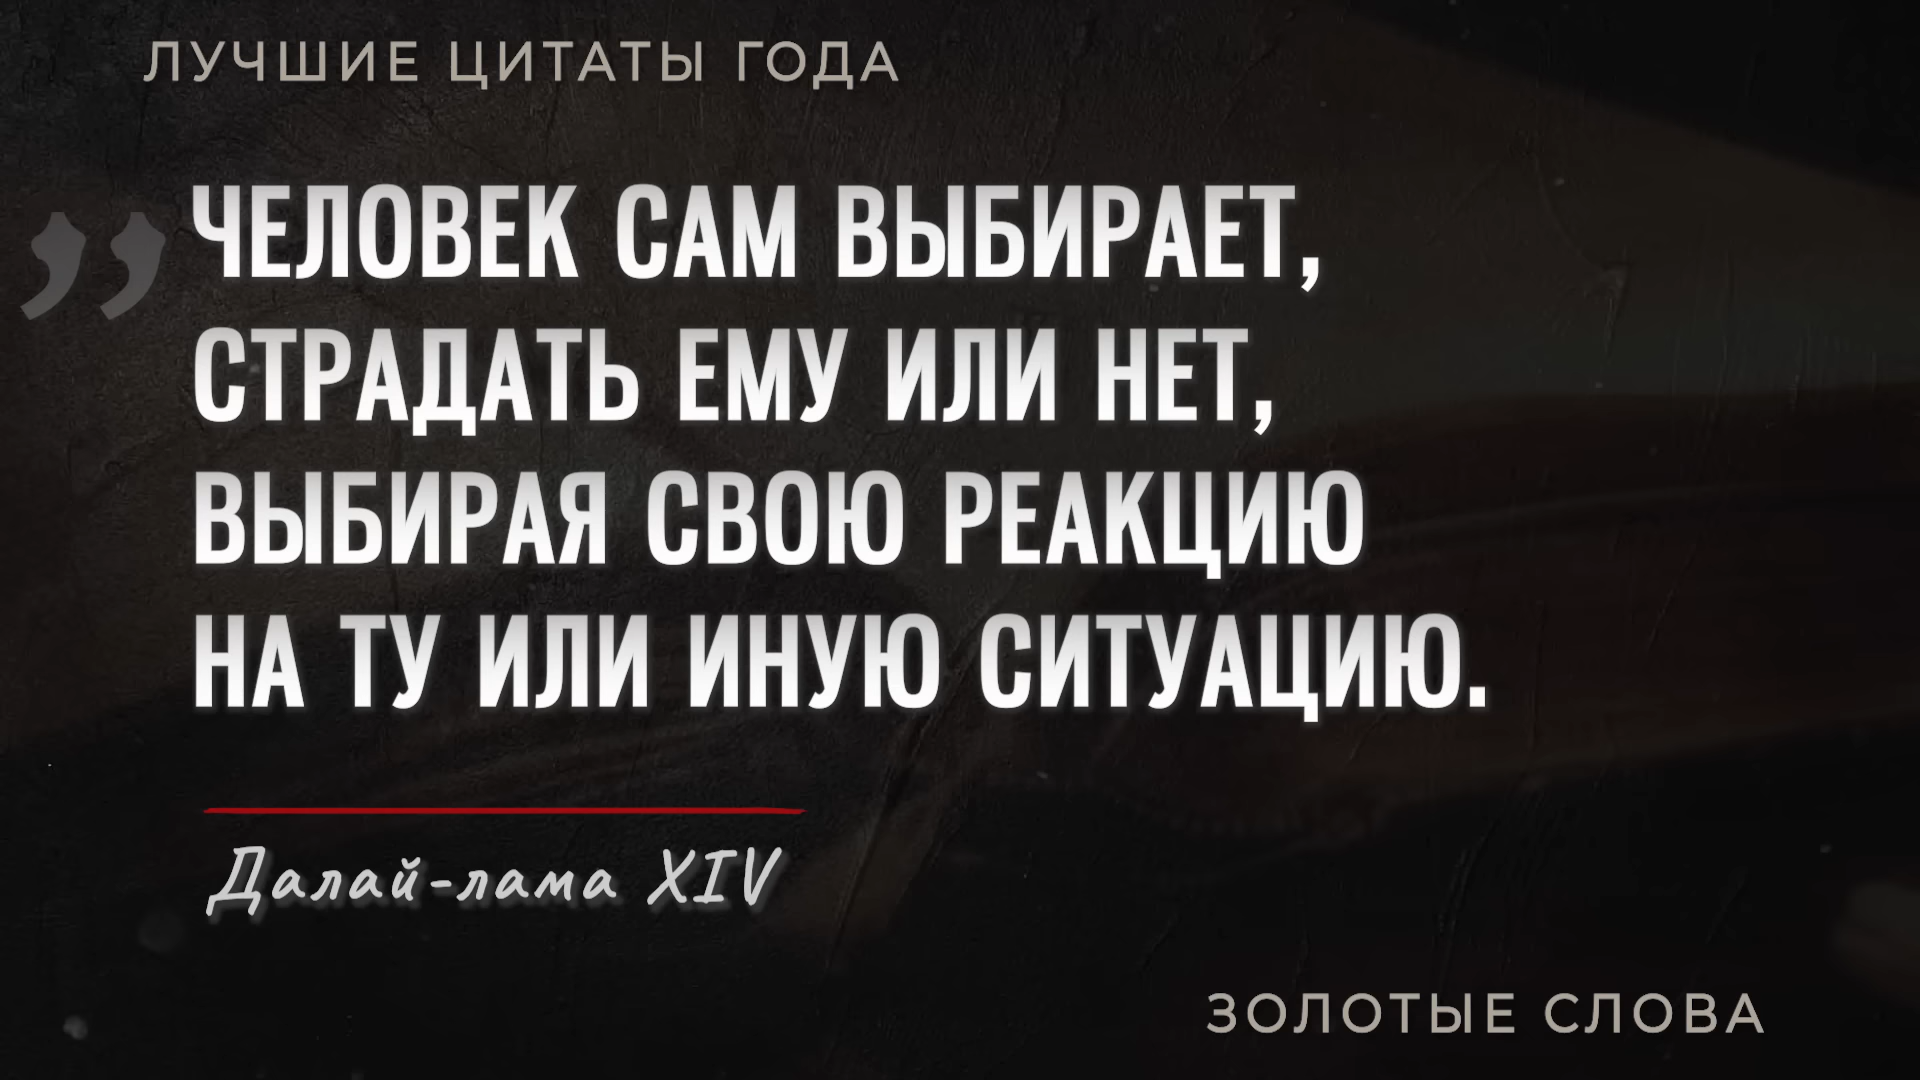 ЛУЧШИЕ ЦИТАТЫ ГОДА
” ЧЕЛОВЕК САМ ВЫБИРАЕТ,
СТРАДАТЬ ЕМУ ИЛИ НЕТ,
ВЫБИРАЯ СВОЮ РЕАКЦИЮ
НА ТУ ИЛИ ИНУЮ СИТУАЦИЮ.
Далай-лама XIV
ЗОЛОТЫЕ СЛОВА